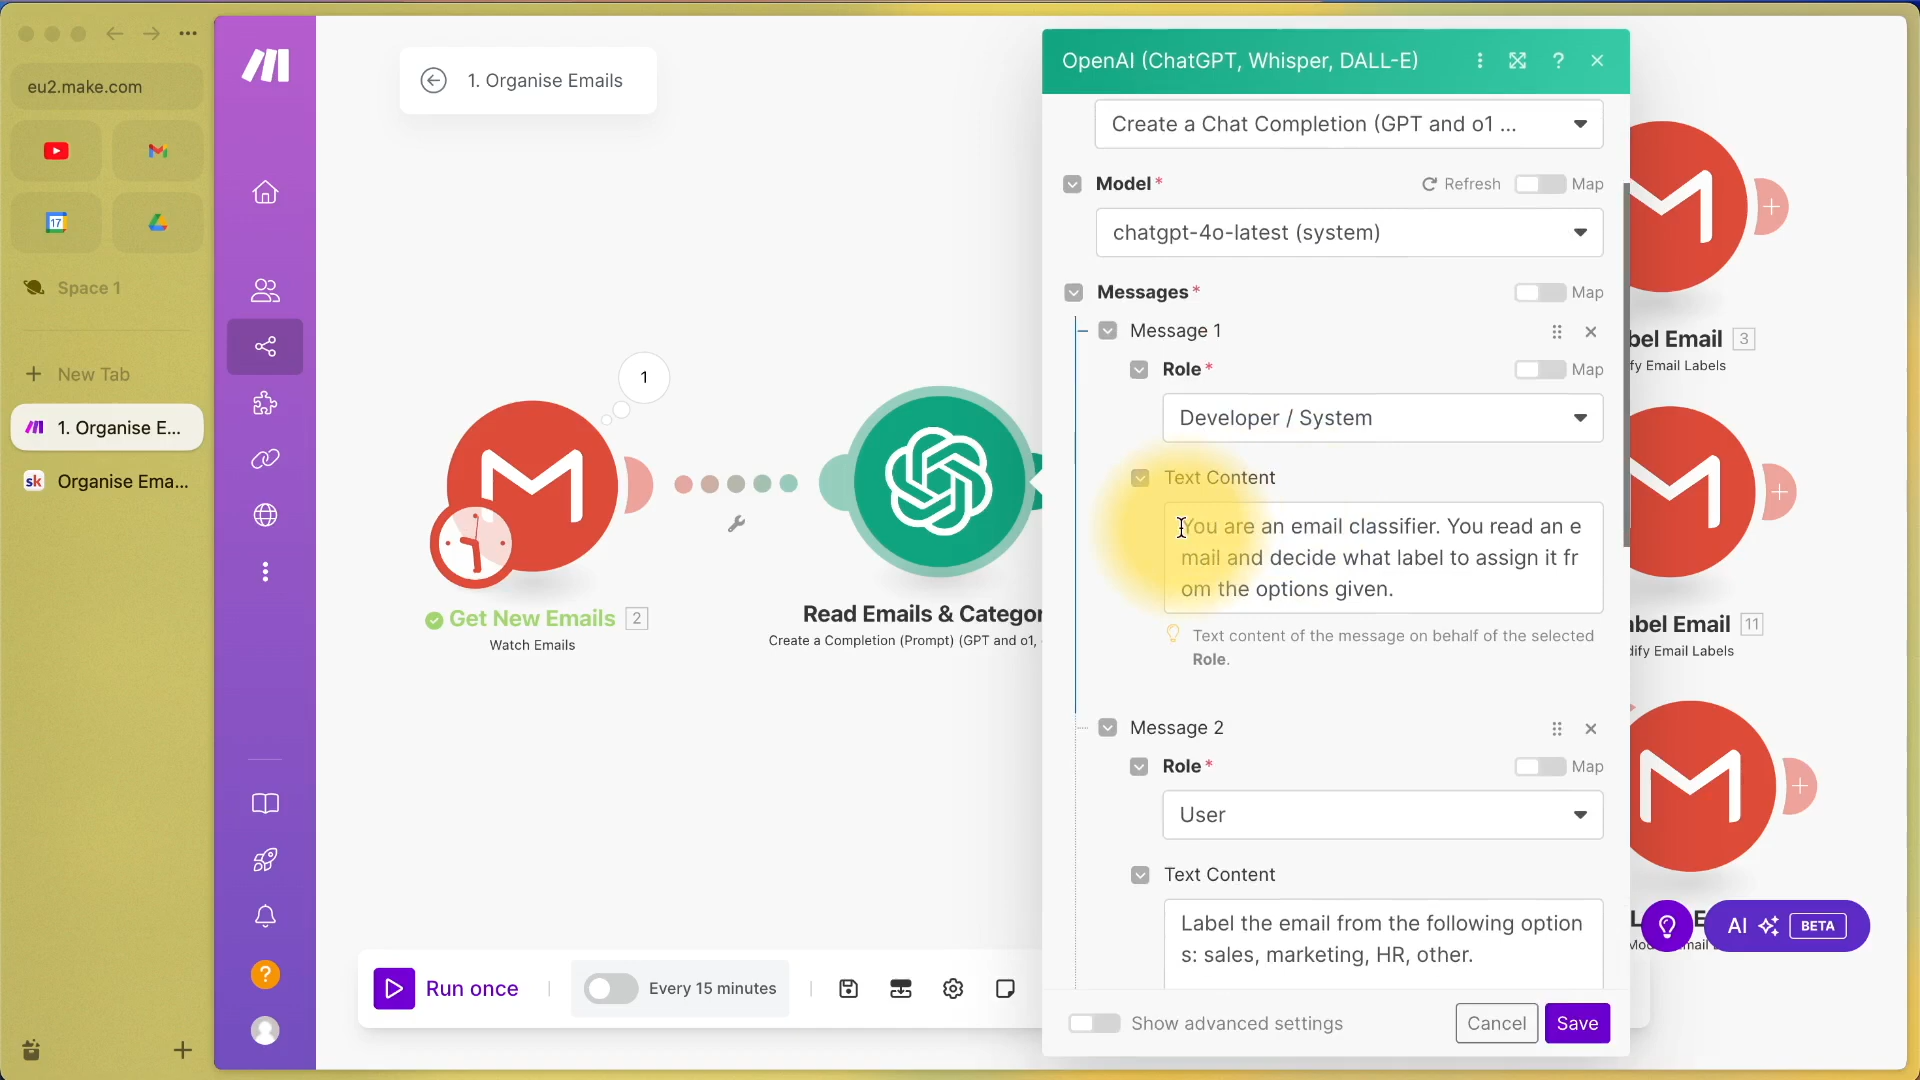 eu2.make.com
17
Space 1
New Tab
1. Organise E...
sk
Organise Ema...
?
1. Organise Emails
1
Get New Emails 2
Watch Emails
Read Emails & Categor
Create a Completion (Prompt) (GPT and o1,
Run once
Every 15 minutes
OpenAI (ChatGPT, Whisper, DALL-E)
?
Create a Chat Completion (GPT and o1 ...
Model*
Refresh
Map
chatgpt-4o-latest (system)
Messages*
Map
Message 1
Role*
Map
Developer / System
Text Content
You are an email classifier. You read an e
mail and decide what label to assign it fr
om the options given.
Text content of the message on behalf of the selected
Role.
Message 2
Role*
Map
User
Text Content
Label the email from the following option
s: sales, marketing, HR, other.
Show advanced settings
Cancel
Save
bel Email 3
fy Email Labels
abel Email 11
dify Email Labels
AI
BETA